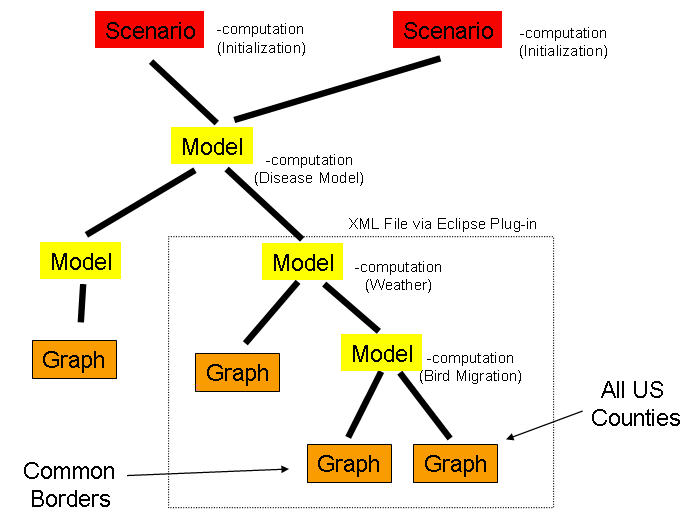 Scenario
-computation
(Initialization)
Scenario
-computation
(Initialization)
Model
-computation
(Disease Model)
XML File via Eclipse Plug-in
Model
Model
-computation
(Weather)
Graph
Graph
Model
-computation
(Bird Migration)
All US
Counties
Graph
Graph
Common
Borders